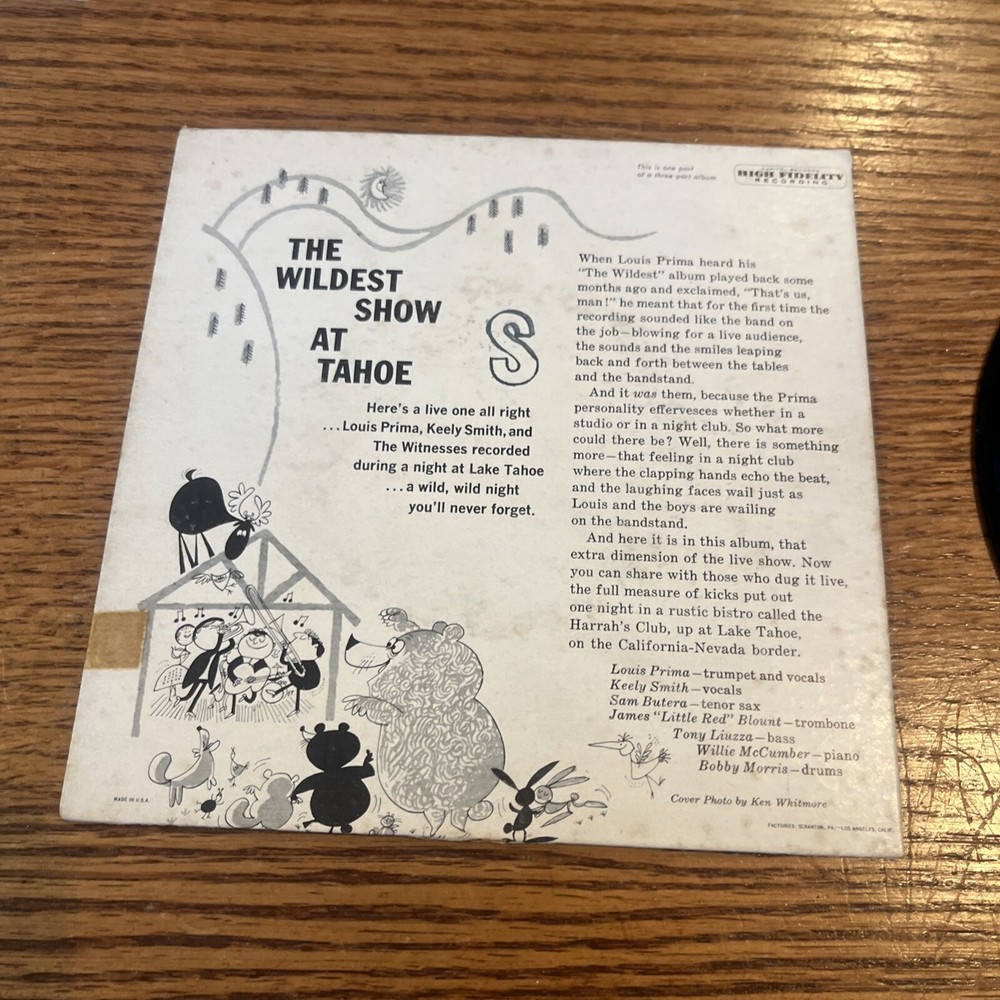 This is one part
of a three-part album
CAPITOL RECORDS
HIGH FIDELITY
RECORDING
THE
WILDEST
SHOW
AT
TAHOE
S
Here's a live one all right
...Louis Prima, Keely Smith, and
The Witnesses recorded
during a night at Lake Tahoe
...a wild, wild night
you'll never forget.
When Louis Prima heard his
"The Wildest" album played back some
months ago and exclaimed, "That's us,
man!" he meant that for the first time the
recording sounded like the band on
the job—blowing for a live audience,
the sounds and the smiles leaping
back and forth between the tables
and the bandstand.
And it was them, because the Prima
personality effervesces whether in a
studio or in a night club. So what more
could there be? Well, there is something
more—that feeling in a night club
where the clapping hands echo the beat,
and the laughing faces wail just as
Louis and the boys are wailing
on the bandstand.
And here it is in this album, that
extra dimension of the live show. Now
you can share with those who dug it live,
the full measure of kicks put out
one night in a rustic bistro called the
Harrah's Club, up at Lake Tahoe,
on the California-Nevada border.
Louis Prima—trumpet and vocals
Keely Smith—vocals
Sam Butera—tenor sax
James "Little Red" Blount—trombone
Tony Liuzza—bass
Willie McCumber—piano
Bobby Morris—drums
Cover Photo by Ken Whitmore
MADE IN U.S.A.
FACTORIES: SCRANTON, PA.—LOS ANGELES, CALIF.